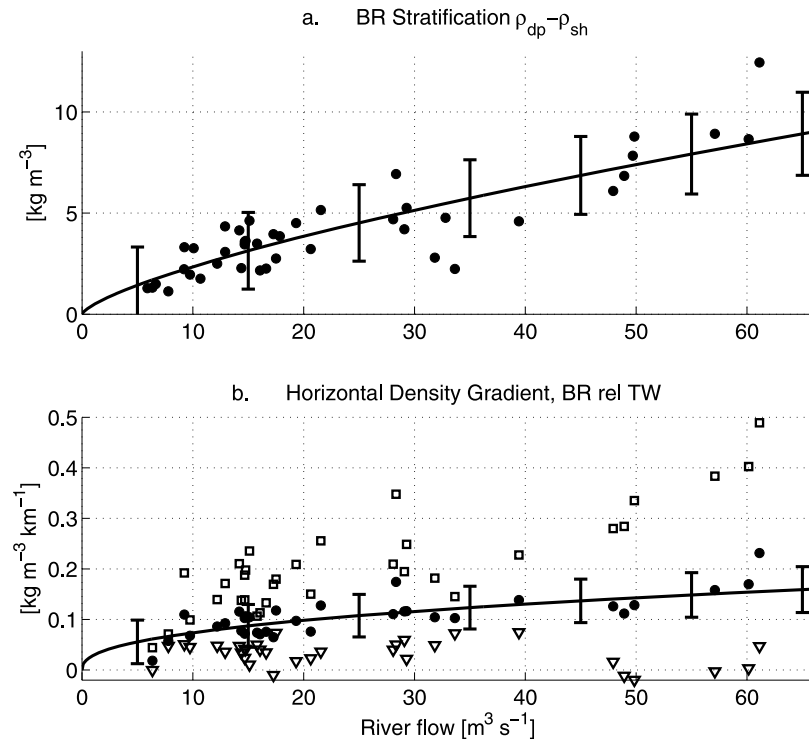 a. BR Stratification ρdp−ρsh
[kg m⁻³]
10
5
0
0 10 20 30 40 50 60
b. Horizontal Density Gradient, BR rel TW
[kg m⁻³ km⁻¹]
0.5
0.4
0.3
0.2
0.1
0
0 10 20 30 40 50 60
River flow [m³ s⁻¹]